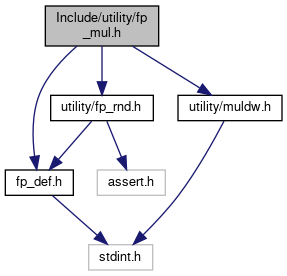 Include/utility/fp
_mul.h
utility/fp_rnd.h
utility/muldw.h
fp_def.h
assert.h
stdint.h